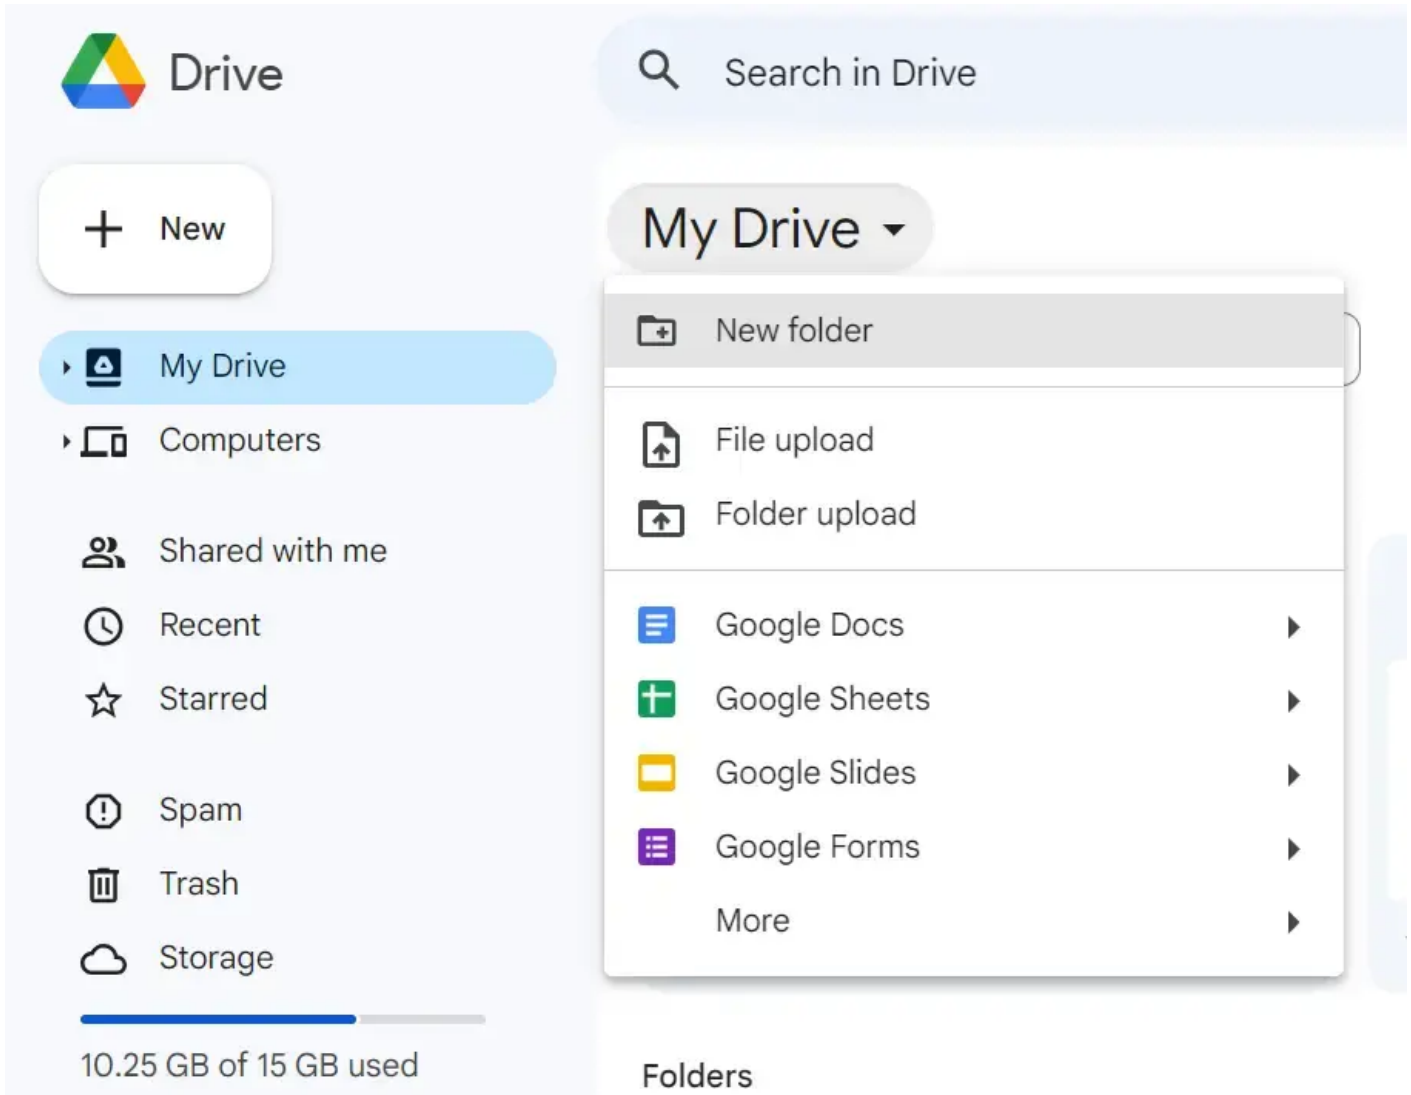 Drive
Search in Drive
New
My Drive
Computers
Shared with me
Recent
Starred
Spam
Trash
Storage
10.25 GB of 15 GB used
My Drive
New folder
File upload
Folder upload
Google Docs
Google Sheets
Google Slides
Google Forms
More
Folders